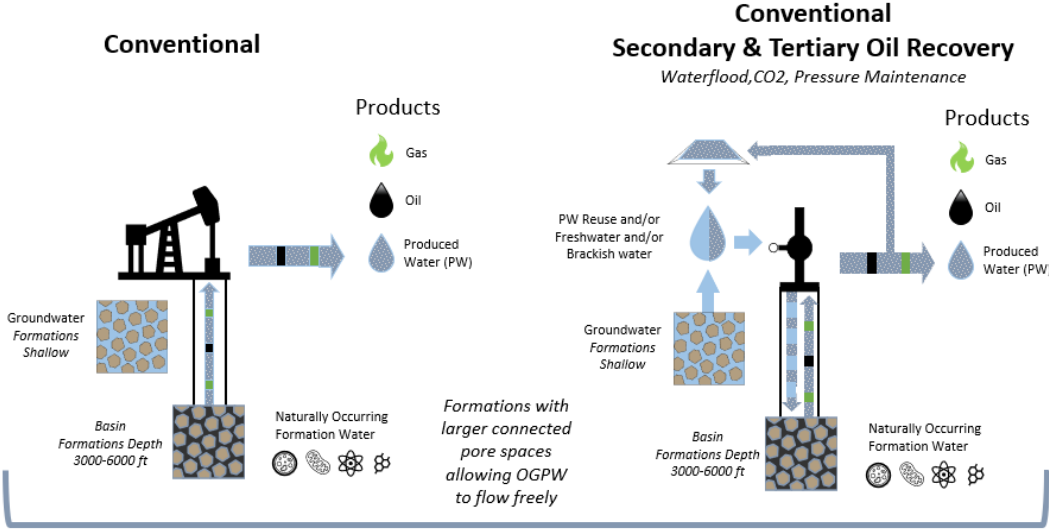 Conventional
Products
Gas
Oil
Produced
Water (PW)
Groundwater
Formations
Shallow
Basin
Formations Depth
3000-6000 ft
Naturally Occurring
Formation Water
Formations with
larger connected
pore spaces
allowing OGPW
to flow freely
Conventional
Secondary & Tertiary Oil Recovery
Waterflood,CO2, Pressure Maintenance
Products
Gas
Oil
Produced
Water (PW)
PW Reuse and/or
Freshwater and/or
Brackish water
Groundwater
Formations
Shallow
Basin
Formations Depth
3000-6000 ft
Naturally Occurring
Formation Water